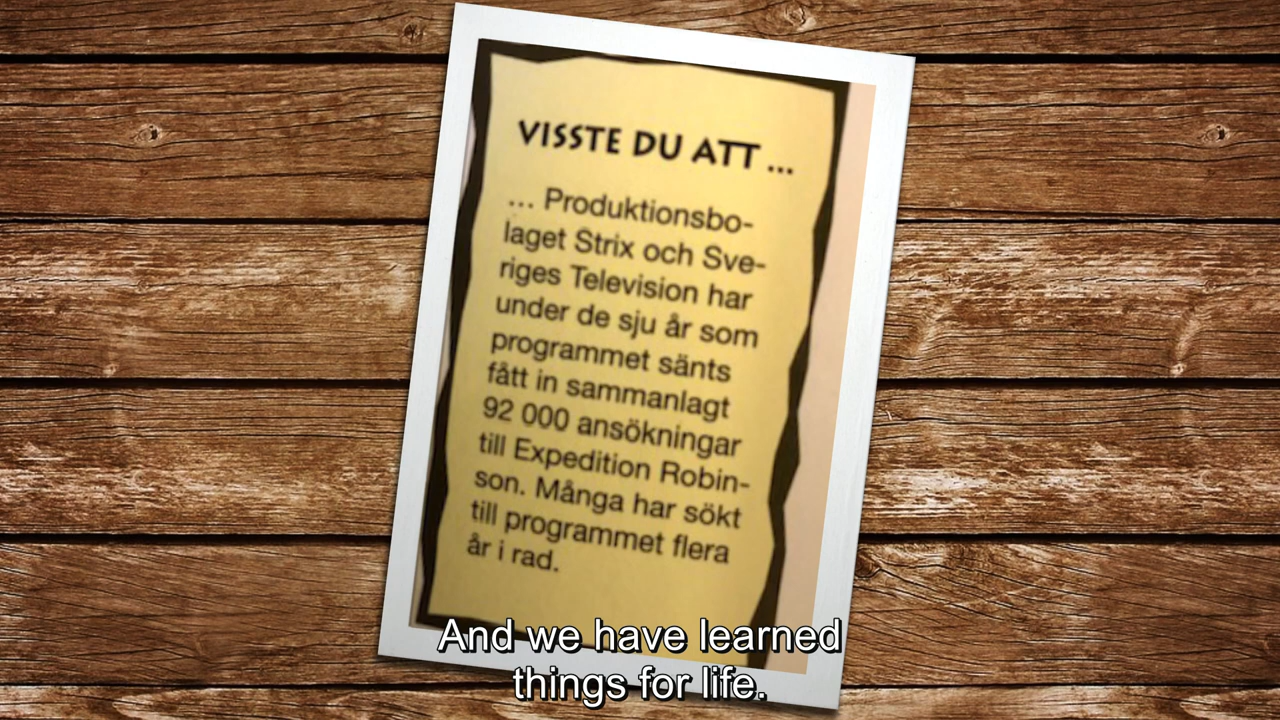 VISSTE DU ATT ...
... Produktionsbo-
laget Strix och Sve-
riges Television har
under de sju år som
programmet sänts
fått in sammanlagt
92 000 ansökningar
till Expedition Robin-
son. Många har sökt
till programmet flera
år i rad.
And we have learned
things for life.